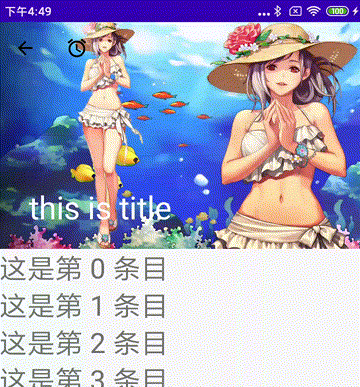 下午4:49
100
this is title
这是第 0 条目
这是第 1 条目
这是第 2 条目
这是第 3 条目